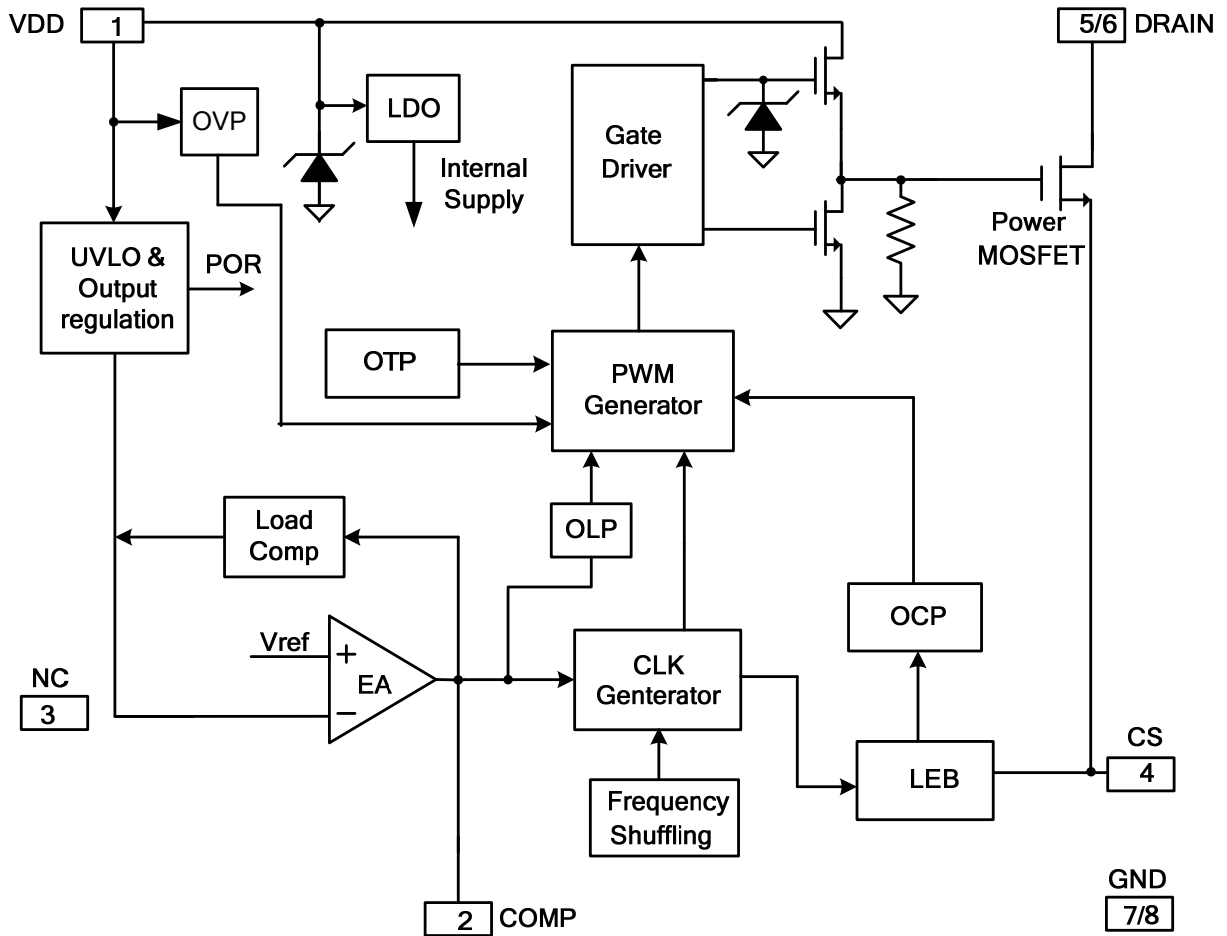 VDD
1
5/6
DRAIN
OVP
LDO
Internal
Supply
Gate
Driver
Power
MOSFET
UVLO &
Output
regulation
POR
OTP
PWM
Generator
Load
Comp
OLP
OCP
Vref
+
EA
−
CLK
Genterator
NC
3
LEB
CS
4
Frequency
Shuffling
2
COMP
GND
7/8